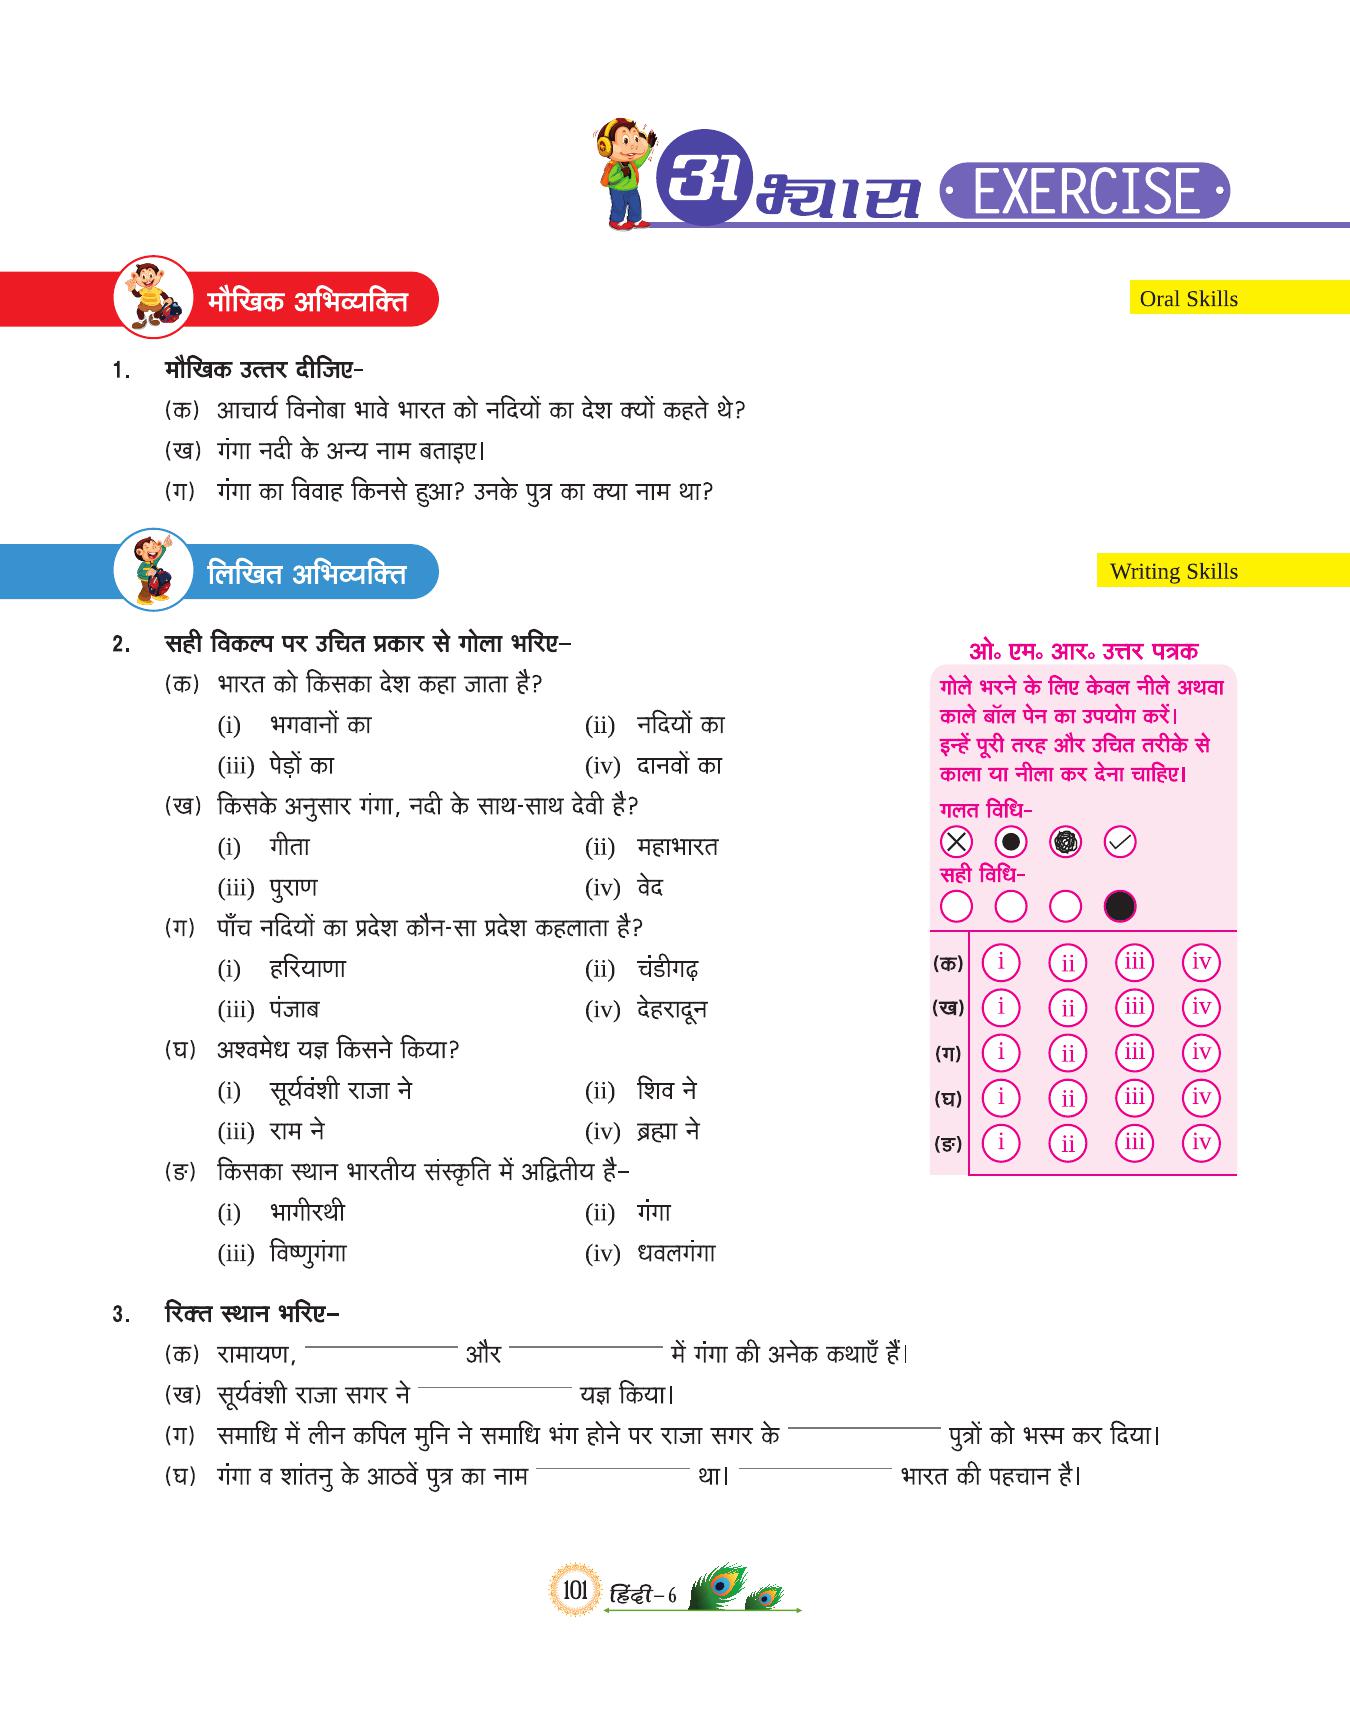 अभ्यास EXERCISE
मौखिक अभिव्यक्ति
Oral Skills
1. मौखिक उत्तर दीजिए–
(क) आचार्य विनोबा भावे भारत को नदियों का देश क्यों कहते थे?
(ख) गंगा नदी के अन्य नाम बताइए।
(ग) गंगा का विवाह किनसे हुआ? उनके पुत्र का क्या नाम था?
लिखित अभिव्यक्ति
Writing Skills
2. सही विकल्प पर उचित प्रकार से गोला भरिए–
(क) भारत को किसका देश कहा जाता है?
(i) भगवानों का (ii) नदियों का
(iii) पेड़ों का (iv) दानवों का
(ख) किसके अनुसार गंगा, नदी के साथ-साथ देवी है?
(i) गीता (ii) महाभारत
(iii) पुराण (iv) वेद
(ग) पाँच नदियों का प्रदेश कौन-सा प्रदेश कहलाता है?
(i) हरियाणा (ii) चंडीगढ़
(iii) पंजाब (iv) देहरादून
(घ) अश्वमेध यज्ञ किसने किया?
(i) सूर्यवंशी राजा ने (ii) शिव ने
(iii) राम ने (iv) ब्रह्मा ने
(ङ) किसका स्थान भारतीय संस्कृति में अद्वितीय है–
(i) भागीरथी (ii) गंगा
(iii) विष्णुगंगा (iv) धवलगंगा
ओ॰ एम॰ आर॰ उत्तर पत्रक
गोले भरने के लिए केवल नीले अथवा
काले बॉल पेन का उपयोग करें।
इन्हें पूरी तरह और उचित तरीके से
काला या नीला कर देना चाहिए।
गलत विधि–
सही विधि–
(क) i ii iii iv
(ख) i ii iii iv
(ग) i ii iii iv
(घ) i ii iii iv
(ङ) i ii iii iv
3. रिक्त स्थान भरिए–
(क) रामायण, ____________ और ____________ में गंगा की अनेक कथाएँ हैं।
(ख) सूर्यवंशी राजा सगर ने ____________ यज्ञ किया।
(ग) समाधि में लीन कपिल मुनि ने समाधि भंग होने पर राजा सगर के ____________ पुत्रों को भस्म कर दिया।
(घ) गंगा व शांतनु के आठवें पुत्र का नाम ____________ था। ____________ भारत की पहचान है।
101 हिंदी– 6